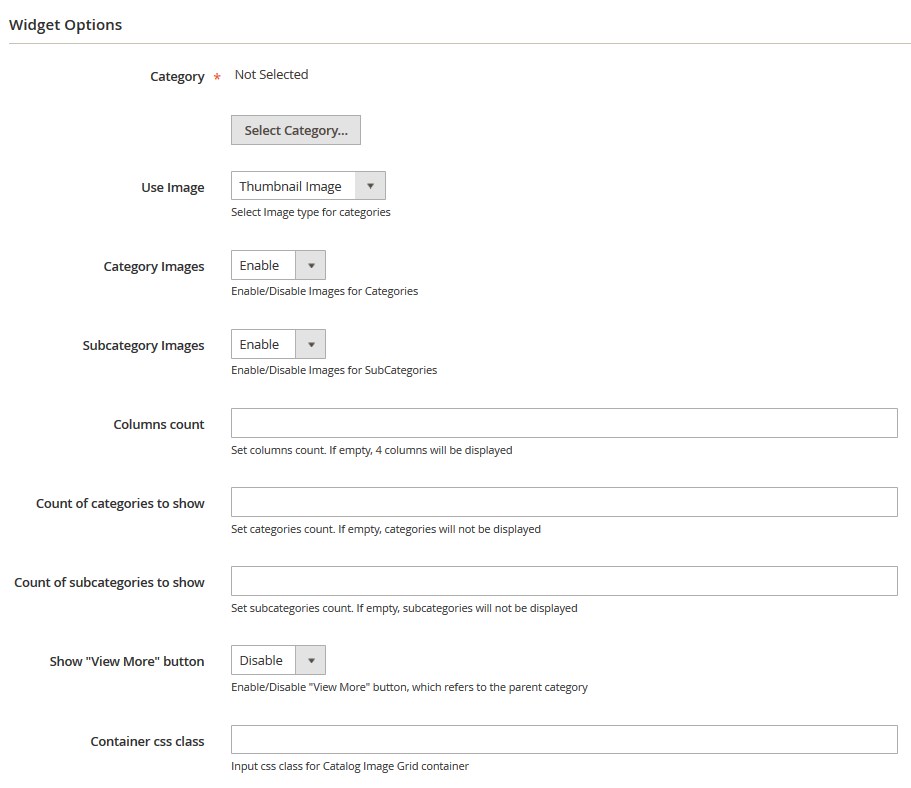 Widget Options
Category * Not Selected
Select Category...
Use Image Thumbnail Image
Select Image type for categories
Category Images Enable
Enable/Disable Images for Categories
Subcategory Images Enable
Enable/Disable Images for SubCategories
Columns count
Set columns count. If empty, 4 columns will be displayed
Count of categories to show
Set categories count. If empty, categories will not be displayed
Count of subcategories to show
Set subcategories count. If empty, subcategories will not be displayed
Show "View More" button Disable
Enable/Disable "View More" button, which refers to the parent category
Container css class
Input css class for Catalog Image Grid container